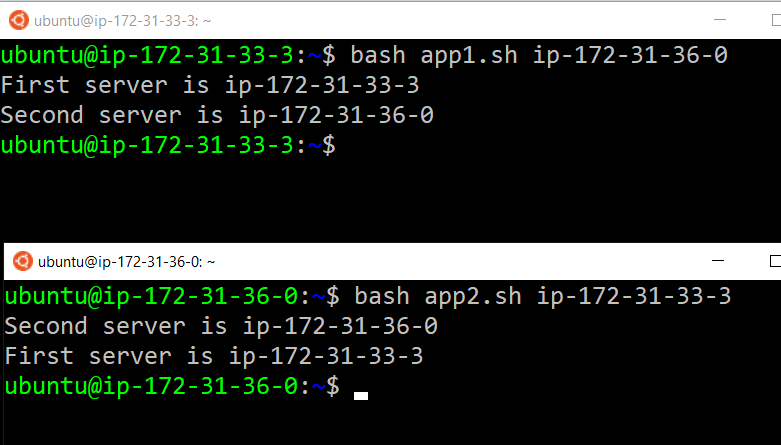 ubuntu@ip-172-31-33-3: ~
ubuntu@ip-172-31-33-3:~$ bash app1.sh ip-172-31-36-0
First server is ip-172-31-33-3
Second server is ip-172-31-36-0
ubuntu@ip-172-31-33-3:~$
ubuntu@ip-172-31-36-0: ~
ubuntu@ip-172-31-36-0:~$ bash app2.sh ip-172-31-33-3
Second server is ip-172-31-36-0
First server is ip-172-31-33-3
ubuntu@ip-172-31-36-0:~$